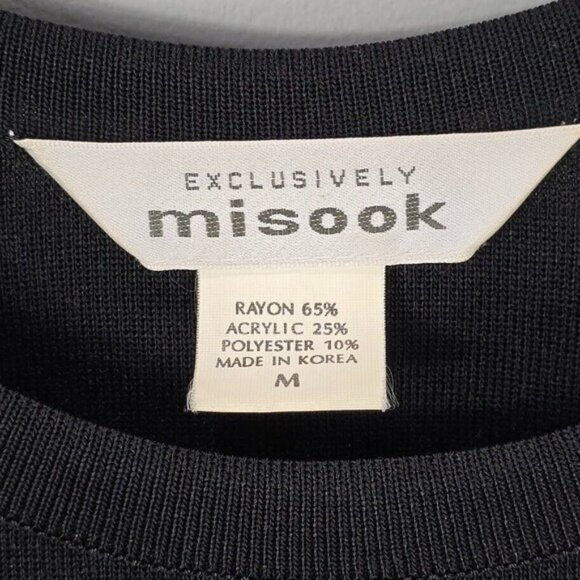 EXCLUSIVELY
misook
RAYON 65%
ACRYLIC 25%
POLYESTER 10%
MADE IN KOREA
M